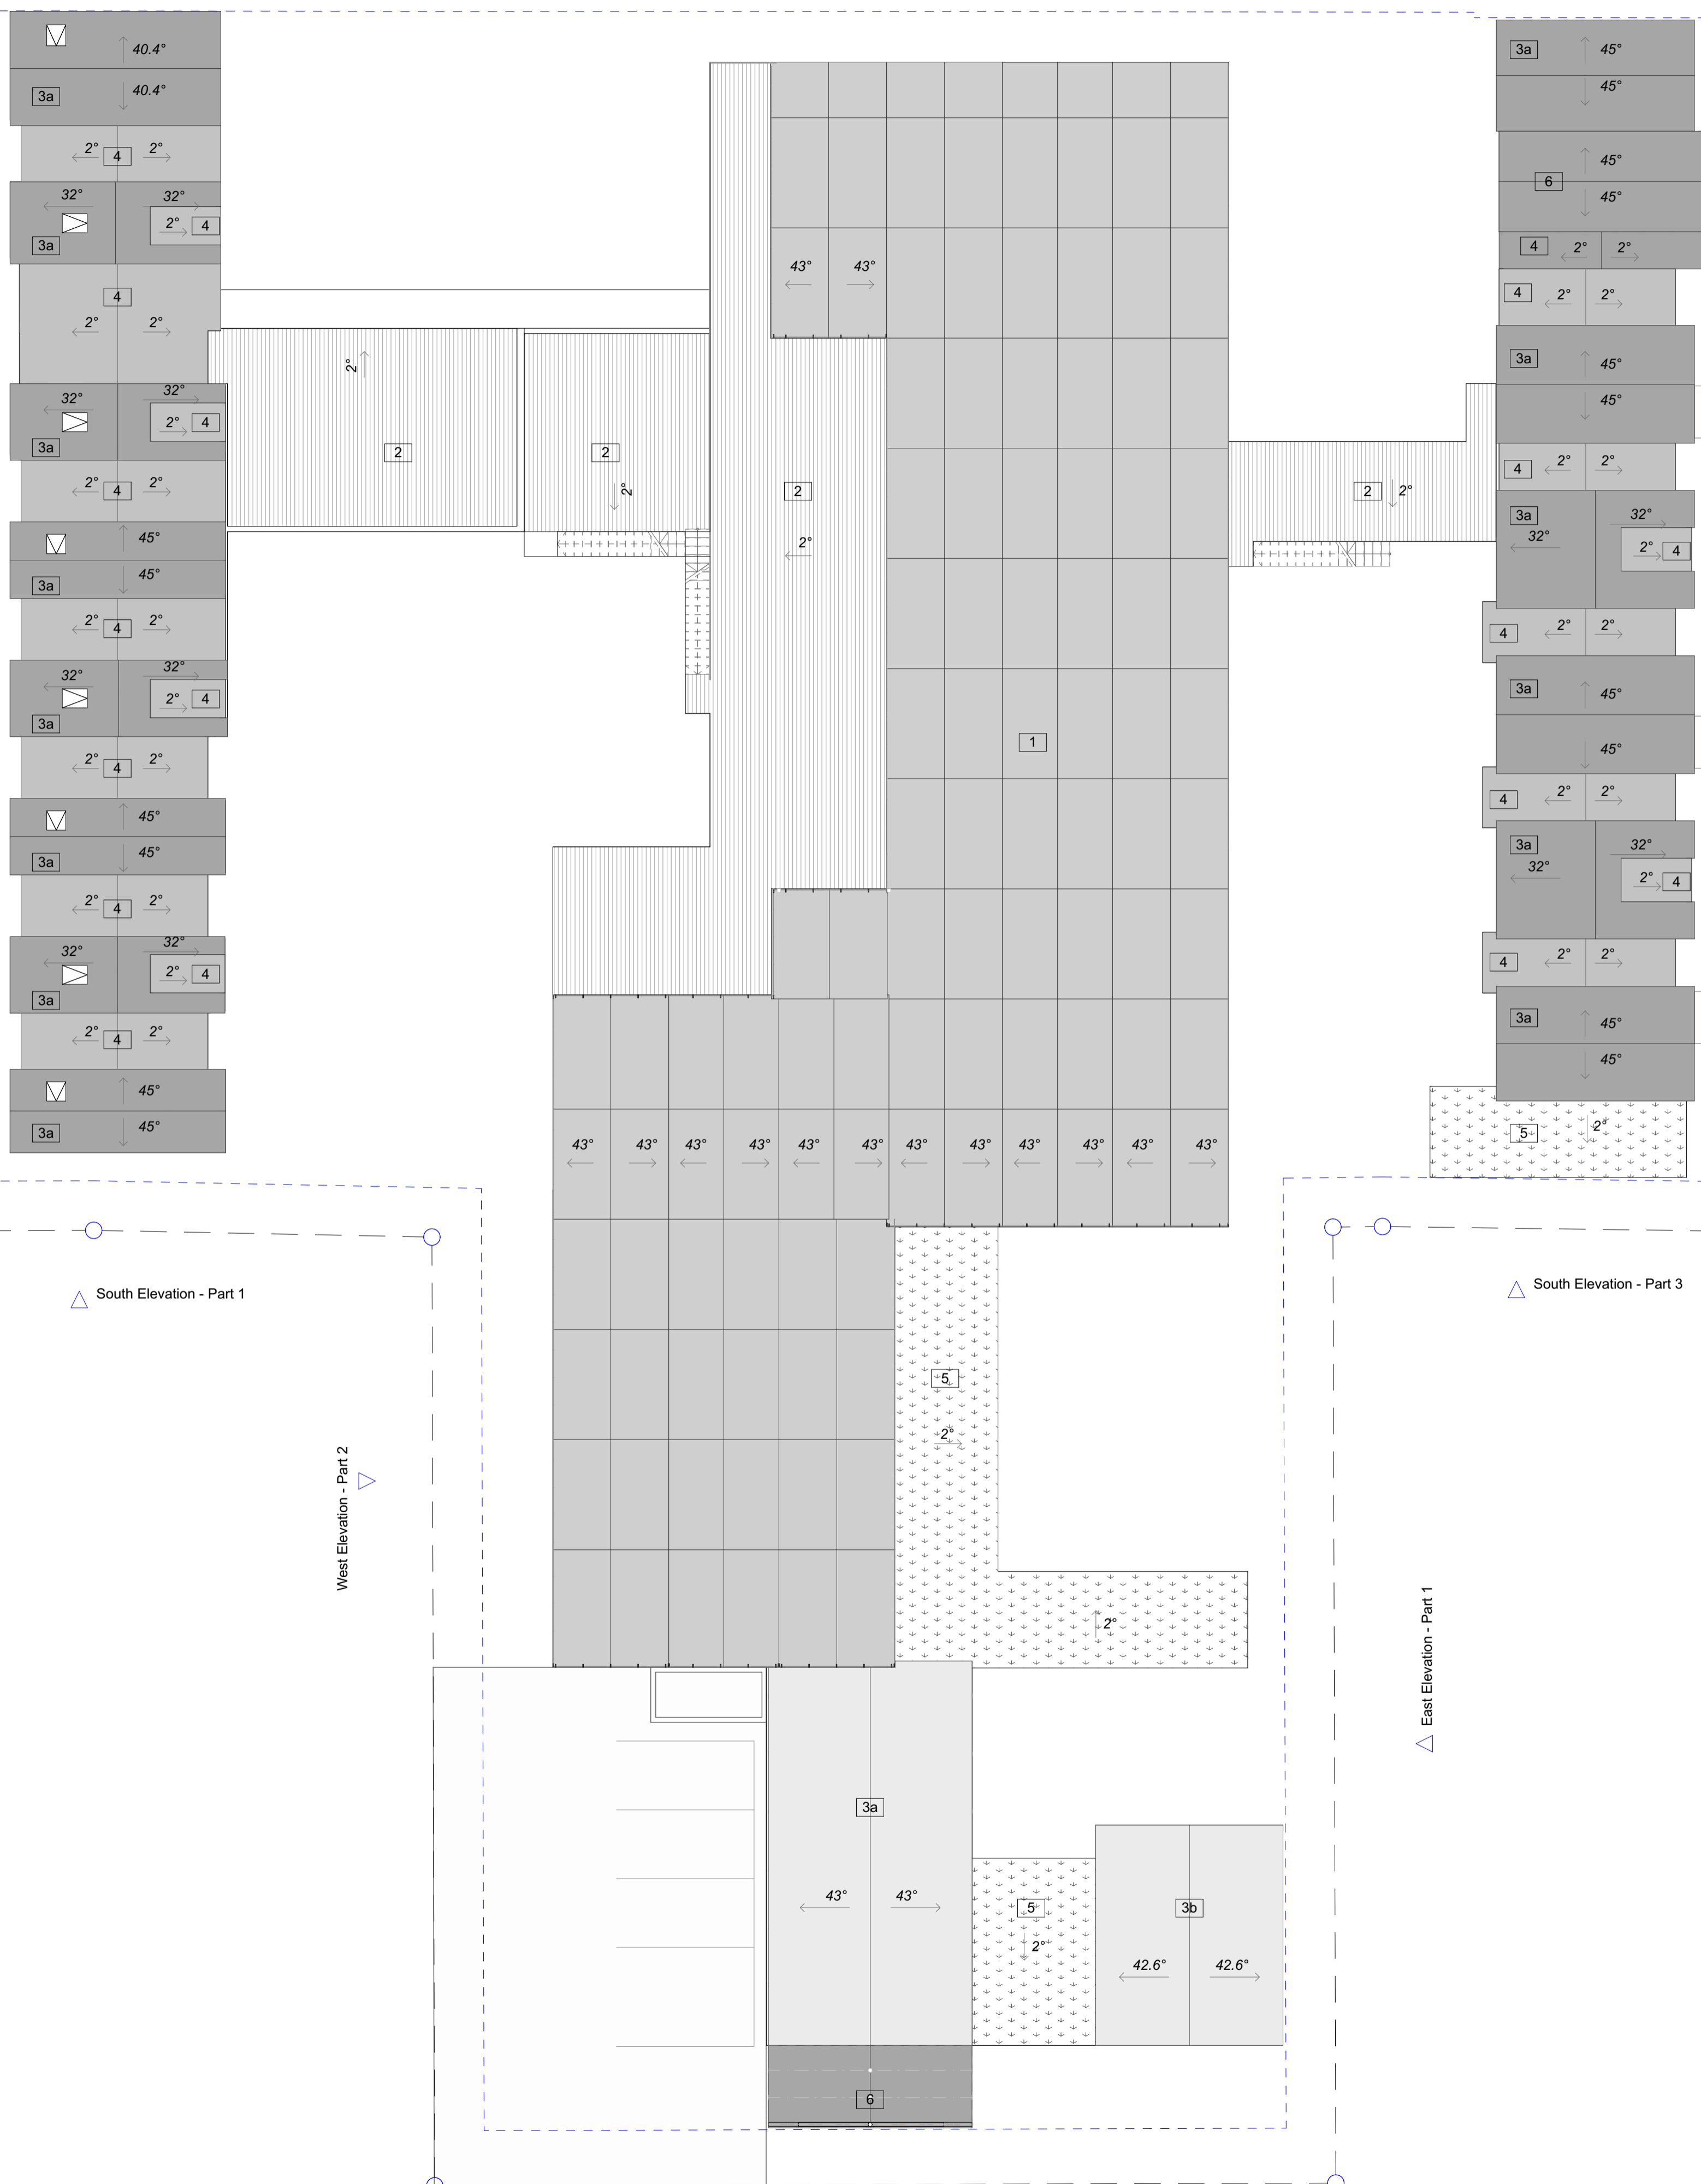 40.4°
40.4°
3a
2° 4 2°
32° 32°
2° 4
3a
4
2° 2°
32° 32°
2° 4
3a
2° 4 2°
45°
45°
3a
2° 4 2°
32° 32°
2° 4
3a
2° 4 2°
45°
45°
3a
2° 4 2°
32° 32°
2° 4
3a
2° 4 2°
45°
45°
3a
2°
2
2
2°
43° 43°
2
2°
1
43° 43° 43° 43° 43° 43° 43° 43° 43° 43° 43° 43°
2 2°
3a 45°
45°
45°
6
45°
4 2° 2°
4 2° 2°
3a 45°
45°
4 2° 2°
3a 32°
32°
2° 4
4 2° 2°
3a 45°
45°
4 2° 2°
3a 32°
32°
2° 4
4 2° 2°
3a 45°
45°
5 2°
South Elevation - Part 1
South Elevation - Part 3
West Elevation - Part 2
East Elevation - Part 1
5
2°
2°
3a
43° 43°
5
2°
3b
42.6° 42.6°
6